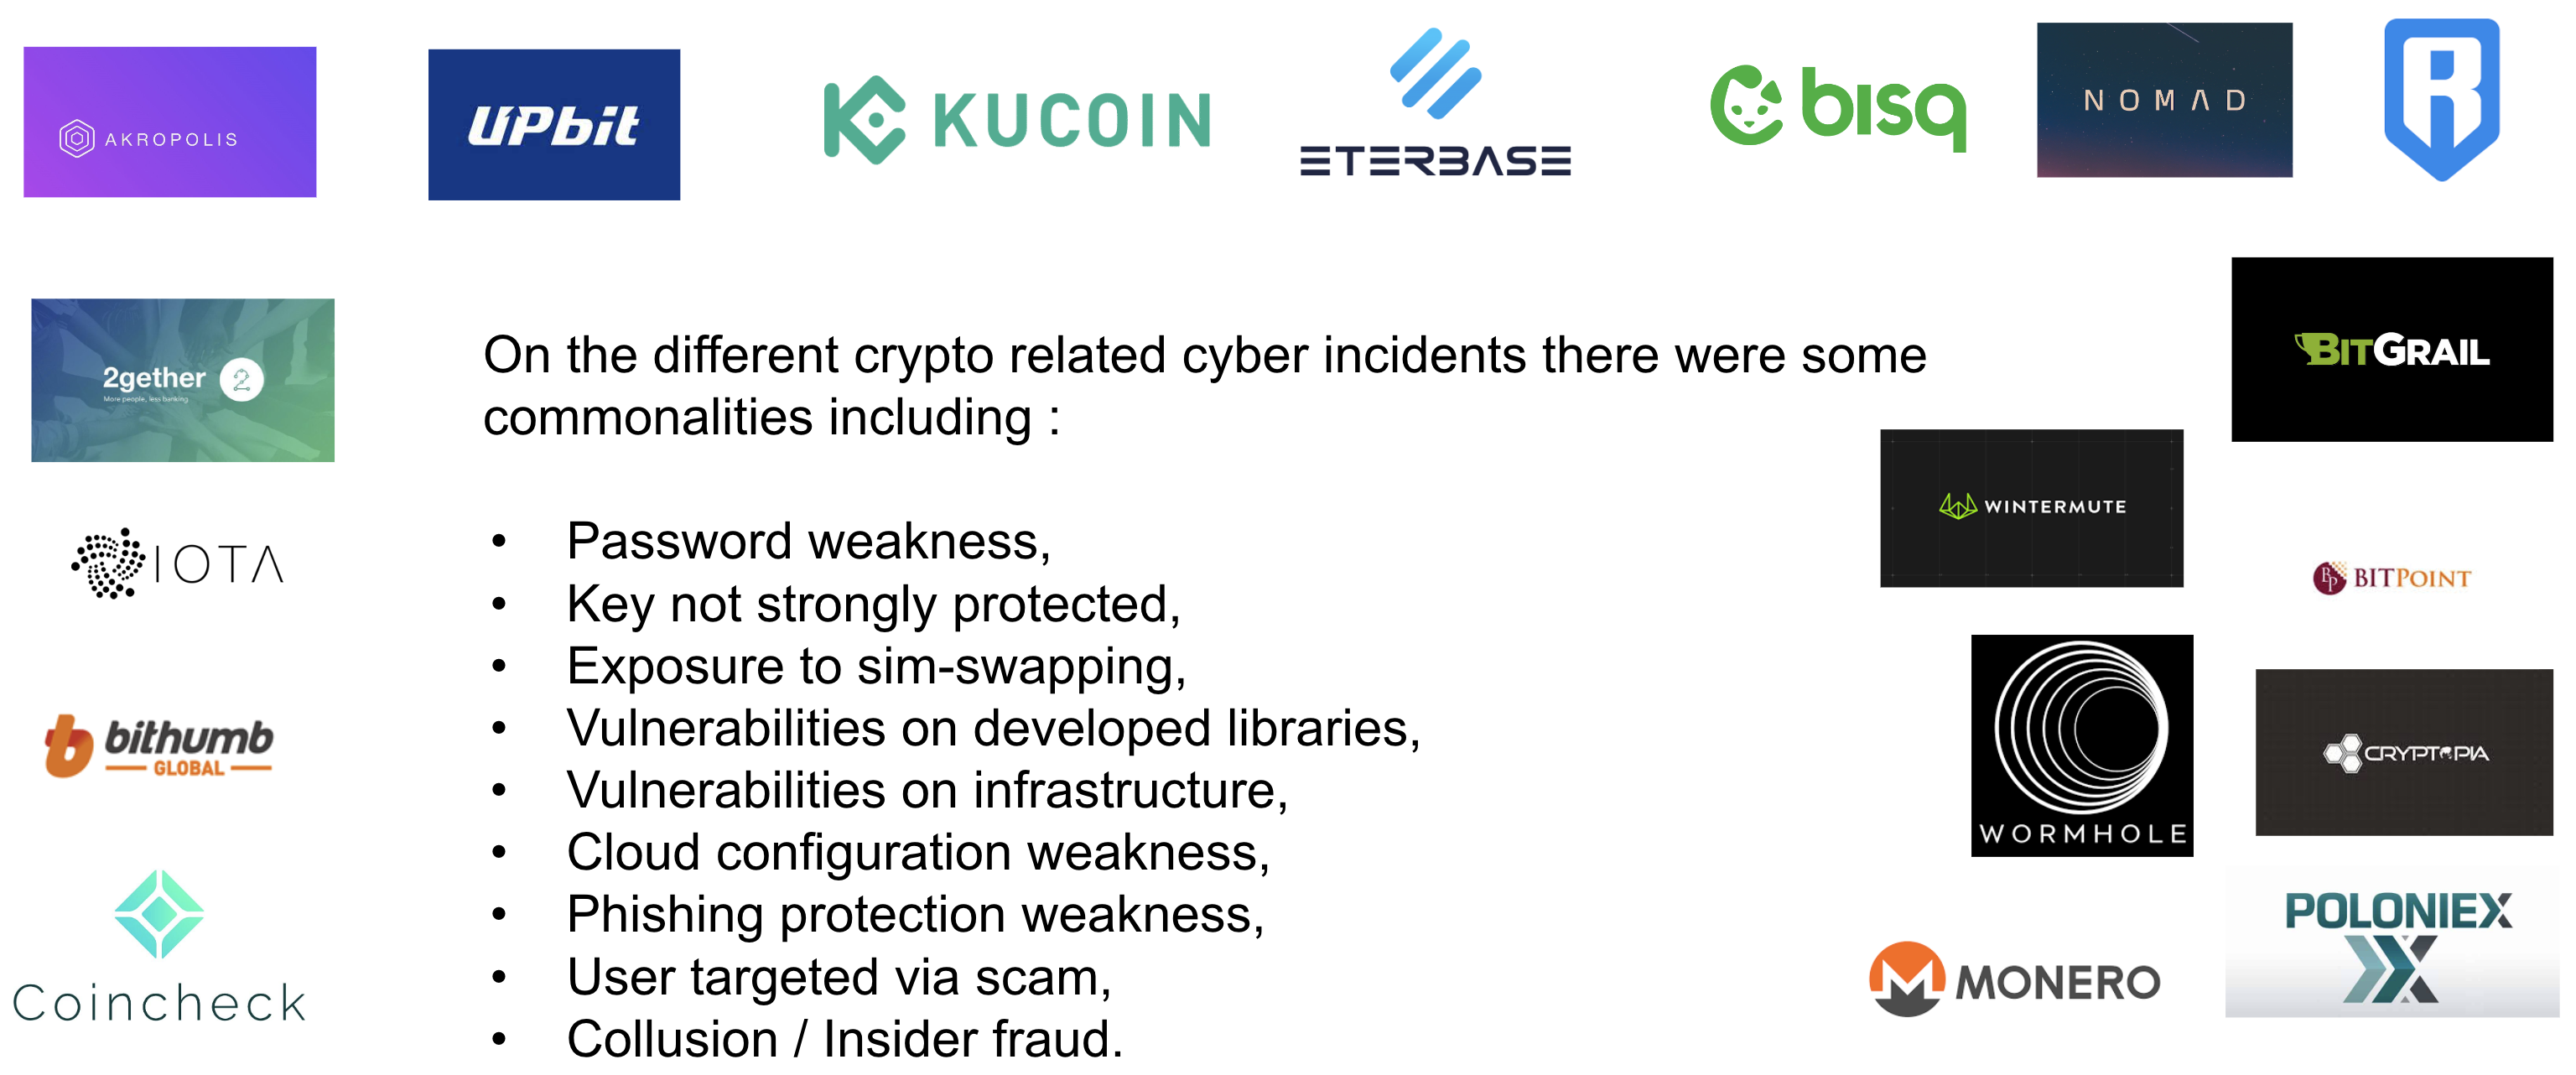 AKROPOLIS
UPbit
KUCOIN
ETERBASE
bisq
NOMAD
R
2gether 2
More people, less banking
BITGRAIL
On the different crypto related cyber incidents there were some
commonalities including :
WINTERMUTE
IOTA
• Password weakness,
BP BITPOINT
• Key not strongly protected,
• Exposure to sim-swapping,
bithumb
GLOBAL
• Vulnerabilities on developed libraries,
CRYPTOPIA
• Vulnerabilities on infrastructure,
WORMHOLE
• Cloud configuration weakness,
• Phishing protection weakness,
POLONIEX
• User targeted via scam,
MONERO
Coincheck
• Collusion / Insider fraud.